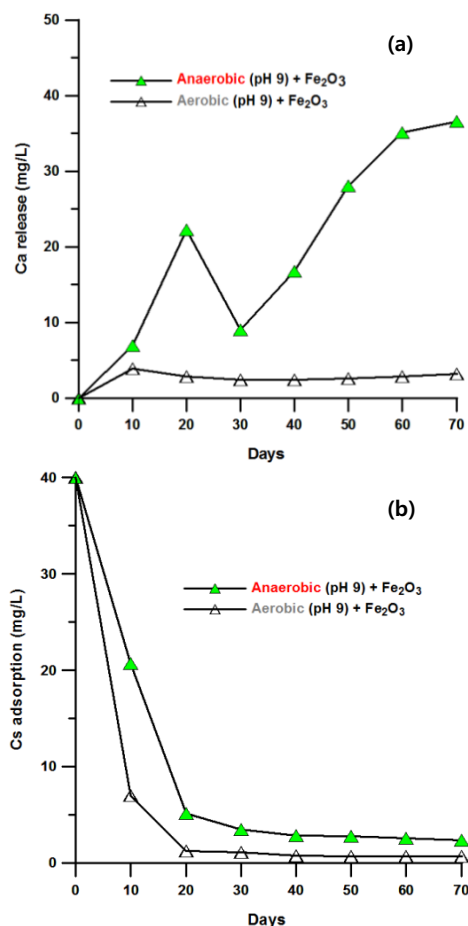 (a)
Anaerobic (pH 9) + Fe₂O₃
Aerobic (pH 9) + Fe₂O₃
Ca release (mg/L)
50
40
30
20
10
0
0 10 20 30 40 50 60 70
Days
(b)
Anaerobic (pH 9) + Fe₂O₃
Aerobic (pH 9) + Fe₂O₃
Cs adsorption (mg/L)
40
30
20
10
0
0 10 20 30 40 50 60 70
Days